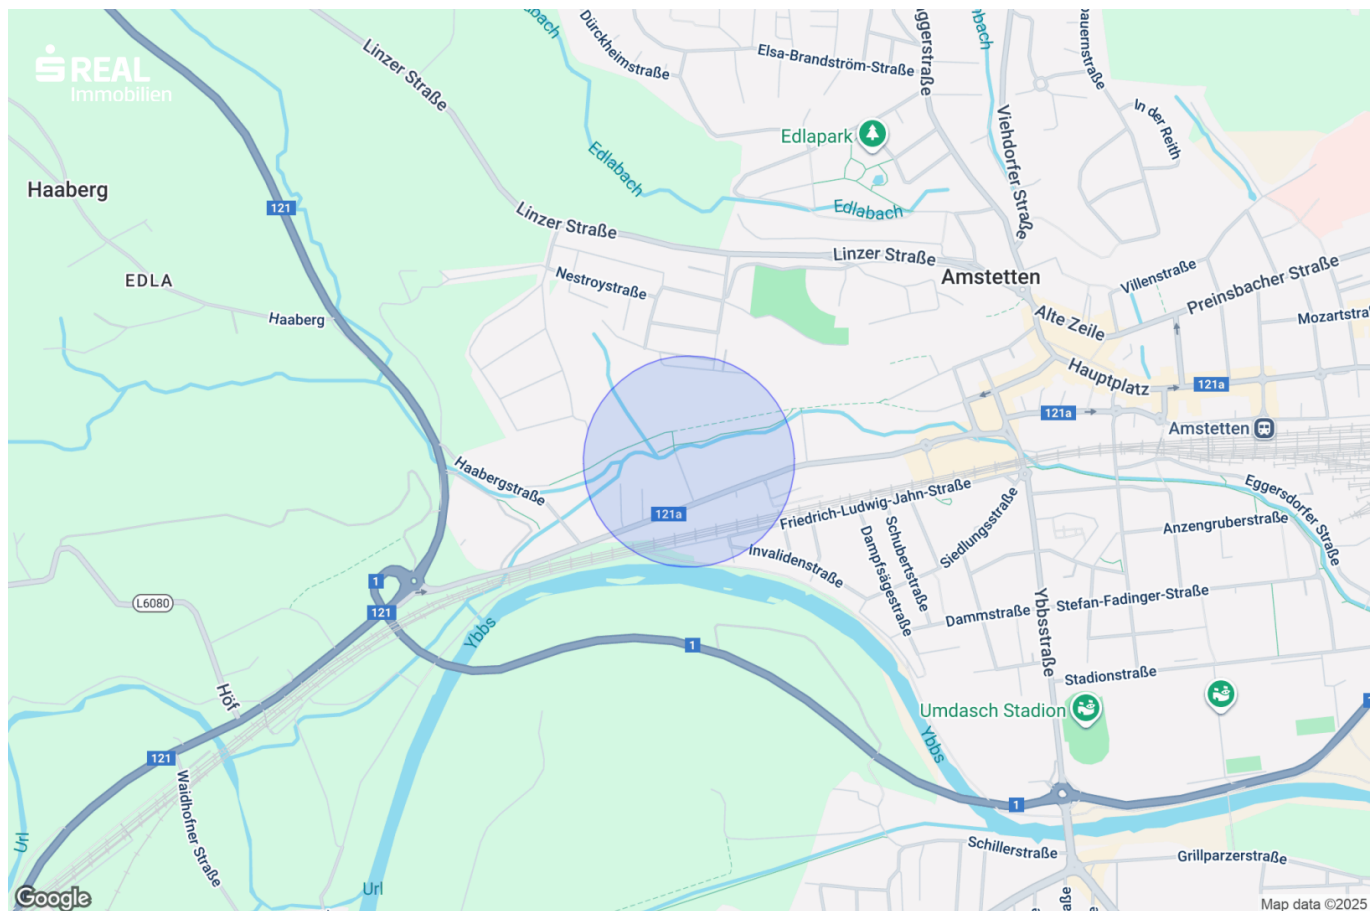 S REAL
Immobilien
Linzer Straße
Dürckheimstraße
Elsa-Brandström-Straße
Viehdorfer Straße
In der Reith
Edlapark
Edlabach
Edlabach
Haaberg
121
Linzer Straße
Linzer Straße
EDLA
Nestroystraße
Amstetten
Villenstraße
Preinsbacher Straße
Haaberg
Alte Zeile
Hauptplatz
121a
121a
Amstetten
Haabergstraße
121a
Friedrich-Ludwig-Jahn-Straße
Invalidenstraße
Schubertstraße
Dampfsägestraße
Siedlungsstraße
Eggersdorfer Straße
Anzengruberstraße
1
L6080
121
Ybbs
Dammstraße
Stefan-Fadinger-Straße
Ybbsstraße
1
Stadionstraße
Höf
Umdasch Stadion
Ybbs
121
Waidhofner Straße
1
Url
Url
Schillerstraße
Grillparzerstraße
Google
Map data ©2025